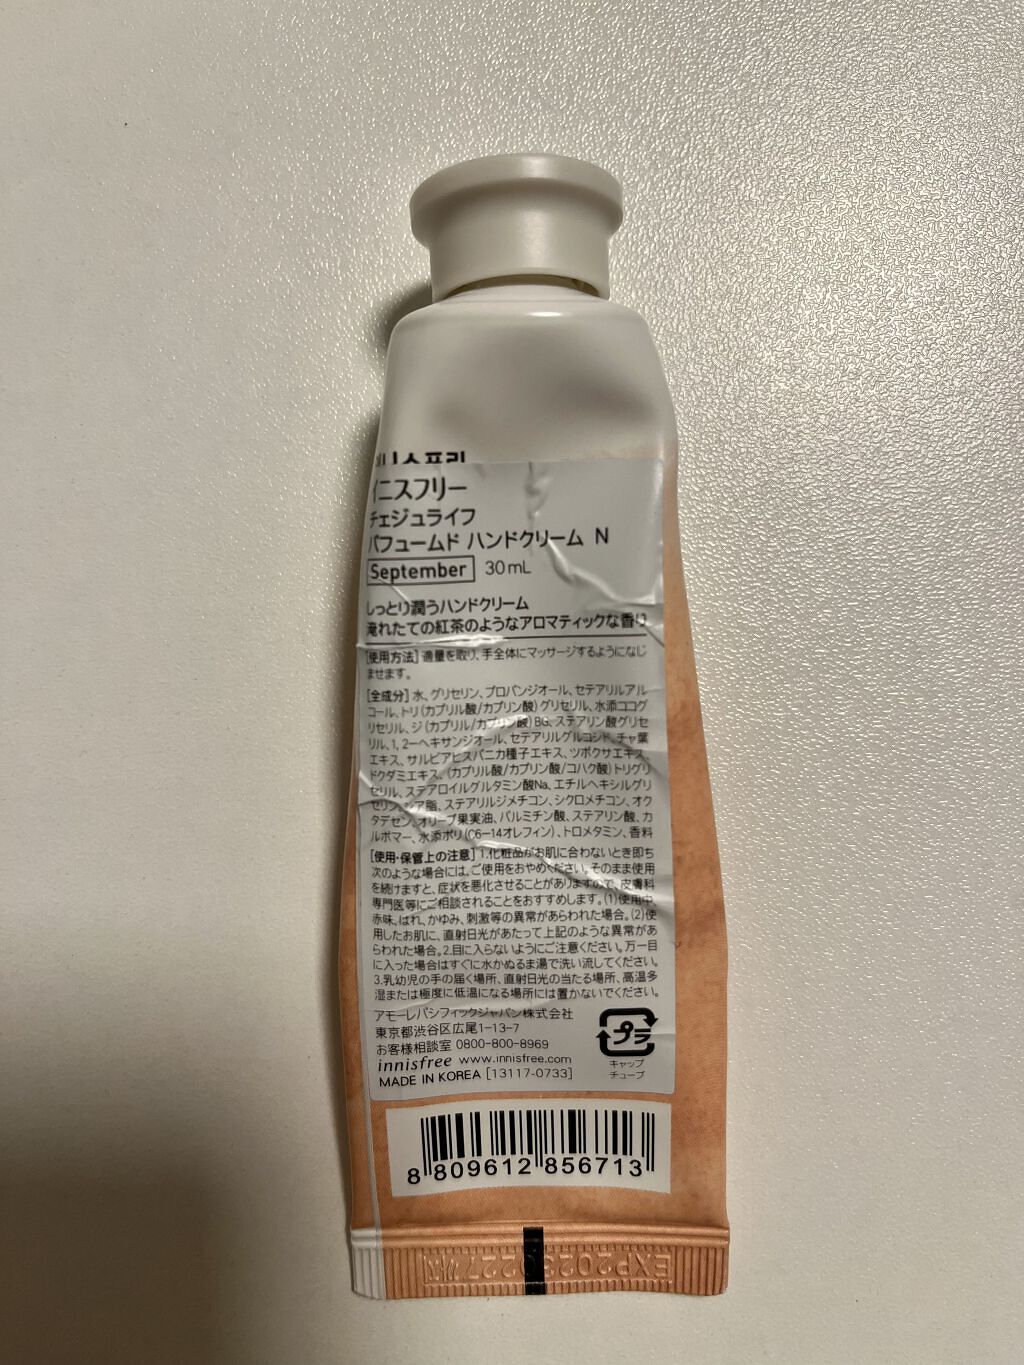 니스프리
イニスフリー
チェジュライフ
パフュームド ハンドクリーム N
September 30mL
しっとり潤うハンドクリーム
淹れたての紅茶のようなアロマティックな香り
[使用方法] 適量を取り、手全体にマッサージするようになじ
ませます。
[全成分] 水、グリセリン、プロパンジオール、セテアリルアル
コール、トリ(カプリル酸/カプリン酸)グリセリル、水添ココグ
リセリル、ジ(カプリル/カプリン酸)BG、ステアリン酸グリセ
リル、1,2-ヘキサンジオール、セテアリルグルコシド、チャ葉
エキス、サルビアヒスパニカ種子エキス、ツボクサエキス、
ドクダミエキス、(カプリル酸/カプリン酸/コハク酸)トリグリ
セリル、ステアロイルグルタミン酸Na、エチルヘキシルグリ
セリン、シア脂、ステアリルジメチコン、シクロメチコン、オク
タデセン、オリーブ果実油、パルミチン酸、ステアリン酸、カ
ルボマー、水添ポリ(C6-14オレフィン)、トロメタミン、香料
[使用・保管上の注意] 1.化粧品がお肌に合わないとき即ち
次のような場合には、ご使用をおやめください。そのまま使用
を続けますと、症状を悪化させることがありますので、皮膚科
専門医等にご相談されることをおすすめします。(1)使用中、
赤味、はれ、かゆみ、刺激等の異常があらわれた場合。(2)使
用したお肌に、直射日光があたって上記のような異常があ
らわれた場合。2.目に入らないようにご注意ください。万一目
に入った場合はすぐに水かぬるま湯で洗い流してください。
3.乳幼児の手の届く場所、直射日光の当たる場所、高温多
湿または極度に低温になる場所には置かないでください。
アモーレパシフィックジャパン株式会社
東京都渋谷区広尾1-13-7
お客様相談室 0800-800-8969
innisfree www.innisfree.com
MADE IN KOREA [13117-0733]
プラ
キャップ
チューブ
8 809612 856713
EXP20230227